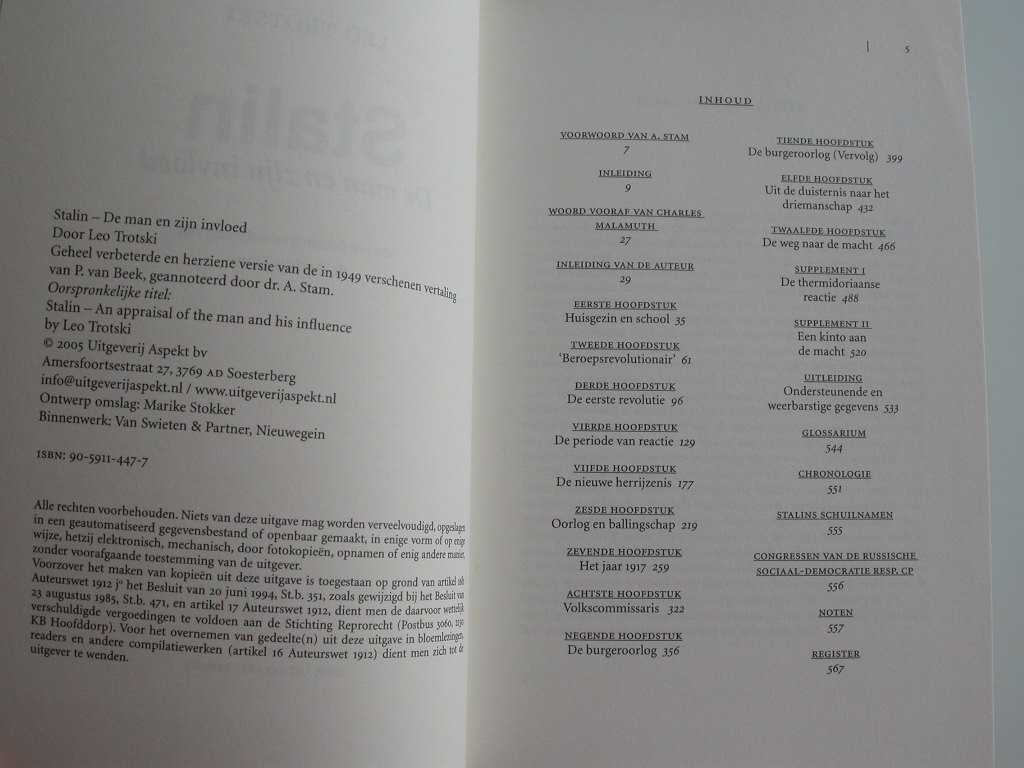 Stalin – De man en zijn invloed
Door Leo Trotski
Geheel verbeterde en herziene versie van de in 1949 verschenen vertaling
van P. van Beek, geannoteerd door dr. A. Stam.
Oorspronkelijke titel:
Stalin – An appraisal of the man and his influence
by Leo Trotski
© 2005 Uitgeverij Aspekt bv
Amersfoortsestraat 27, 3769 AD Soesterberg
info@uitgeverijaspekt.nl / www.uitgeverijaspekt.nl
Ontwerp omslag: Marike Stokker
Binnenwerk: Van Swieten & Partner, Nieuwegein
ISBN: 90-5911-447-7
Alle rechten voorbehouden. Niets van deze uitgave mag worden verveelvoudigd, opgeslagen
in een geautomatiseerd gegevensbestand of openbaar gemaakt, in enige vorm of op enige
wijze, hetzij elektronisch, mechanisch, door fotokopieën, opnamen of enig andere manier,
zonder voorafgaande toestemming van de uitgever.
Voorzover het maken van kopieën uit deze uitgave is toegestaan op grond van artikel 16b
Auteurswet 1912 jº het Besluit van 20 juni 1994, St.b. 351, zoals gewijzigd bij het Besluit van
23 augustus 1985, St.b. 471, en artikel 17 Auteurswet 1912, dient men de daarvoor wettelijk
verschuldigde vergoedingen te voldoen aan de Stichting Reprorecht (Postbus 3060, 2130
KB Hoofddorp). Voor het overnemen van gedeelte(n) uit deze uitgave in bloemlezingen,
readers en andere compilatiewerken (artikel 16 Auteurswet 1912) dient men zich tot de
uitgever te wenden.
| 5
INHOUD
VOORWOORD VAN A. STAM
7
INLEIDING
9
WOORD VOORAF VAN CHARLES
MALAMUTH
27
INLEIDING VAN DE AUTEUR
29
EERSTE HOOFDSTUK
Huisgezin en school 35
TWEEDE HOOFDSTUK
'Beroepsrevolutionair' 61
DERDE HOOFDSTUK
De eerste revolutie 96
VIERDE HOOFDSTUK
De periode van reactie 129
VIJFDE HOOFDSTUK
De nieuwe herrijzenis 177
ZESDE HOOFDSTUK
Oorlog en ballingschap 219
ZEVENDE HOOFDSTUK
Het jaar 1917 259
ACHTSTE HOOFDSTUK
Volkscommissaris 322
NEGENDE HOOFDSTUK
De burgeroorlog 356
TIENDE HOOFDSTUK
De burgeroorlog (Vervolg) 399
ELFDE HOOFDSTUK
Uit de duisternis naar het
driemanschap 432
TWAALFDE HOOFDSTUK
De weg naar de macht 466
SUPPLEMENT I
De thermidoriaanse
reactie 488
SUPPLEMENT II
Een kinto aan
de macht 520
UITLEIDING
Ondersteunende en
weerbarstige gegevens 533
GLOSSARIUM
544
CHRONOLOGIE
551
STALINS SCHUILNAMEN
555
CONGRESSEN VAN DE RUSSISCHE
SOCIAAL-DEMOCRATIE RESP. CP
556
NOTEN
557
REGISTER
567